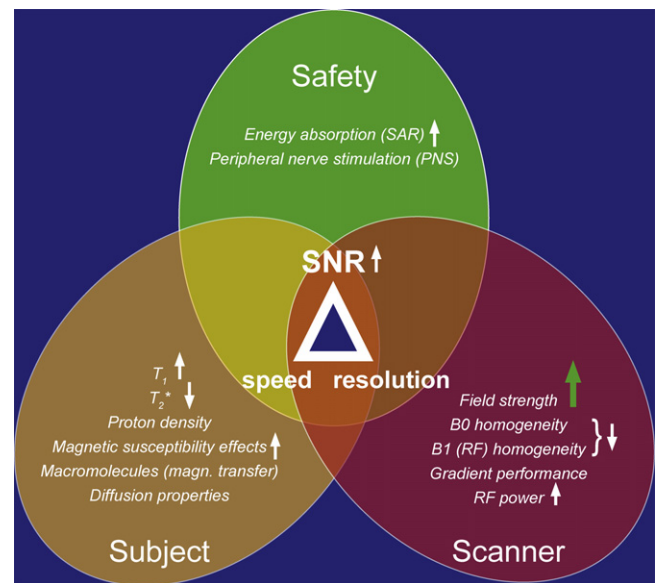 Safety
Energy absorption (SAR)
Peripheral nerve stimulation (PNS)
SNR
speed resolution
T1
T2*
Proton density
Magnetic susceptibility effects
Macromolecules (magn. transfer)
Diffusion properties
Subject
Field strength
B0 homogeneity
B1 (RF) homogeneity
Gradient performance
RF power
Scanner